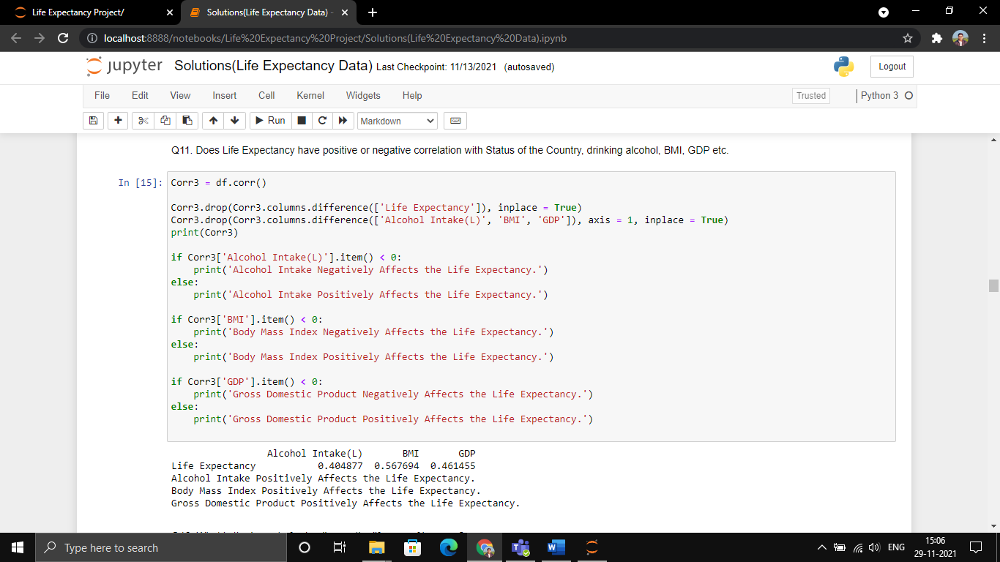 Life Expectancy Project/
Solutions(Life Expectancy Data) -
localhost:8888/notebooks/Life%20Expectancy%20Project/Solutions(Life%20Expectancy%20Data).ipynb
jupyter Solutions(Life Expectancy Data) Last Checkpoint: 11/13/2021 (autosaved)
Logout
File Edit View Insert Cell Kernel Widgets Help
Trusted
Python 3
Run
Markdown
Q11. Does Life Expectancy have positive or negative correlation with Status of the Country, drinking alcohol, BMI, GDP etc.
In [15]:
Corr3 = df.corr()
Corr3.drop(Corr3.columns.difference(['Life Expectancy']), inplace = True)
Corr3.drop(Corr3.columns.difference(['Alcohol Intake(L)', 'BMI', 'GDP']), axis = 1, inplace = True)
print(Corr3)
if Corr3['Alcohol Intake(L)'].item() < 0:
    print('Alcohol Intake Negatively Affects the Life Expectancy.')
else:
    print('Alcohol Intake Positively Affects the Life Expectancy.')
if Corr3['BMI'].item() < 0:
    print('Body Mass Index Negatively Affects the Life Expectancy.')
else:
    print('Body Mass Index Positively Affects the Life Expectancy.')
if Corr3['GDP'].item() < 0:
    print('Gross Domestic Product Negatively Affects the Life Expectancy.')
else:
    print('Gross Domestic Product Positively Affects the Life Expectancy.')
Alcohol Intake(L) BMI GDP
Life Expectancy 0.404877 0.567694 0.461455
Alcohol Intake Positively Affects the Life Expectancy.
Body Mass Index Positively Affects the Life Expectancy.
Gross Domestic Product Positively Affects the Life Expectancy.
Type here to search
ENG
15:06
29-11-2021